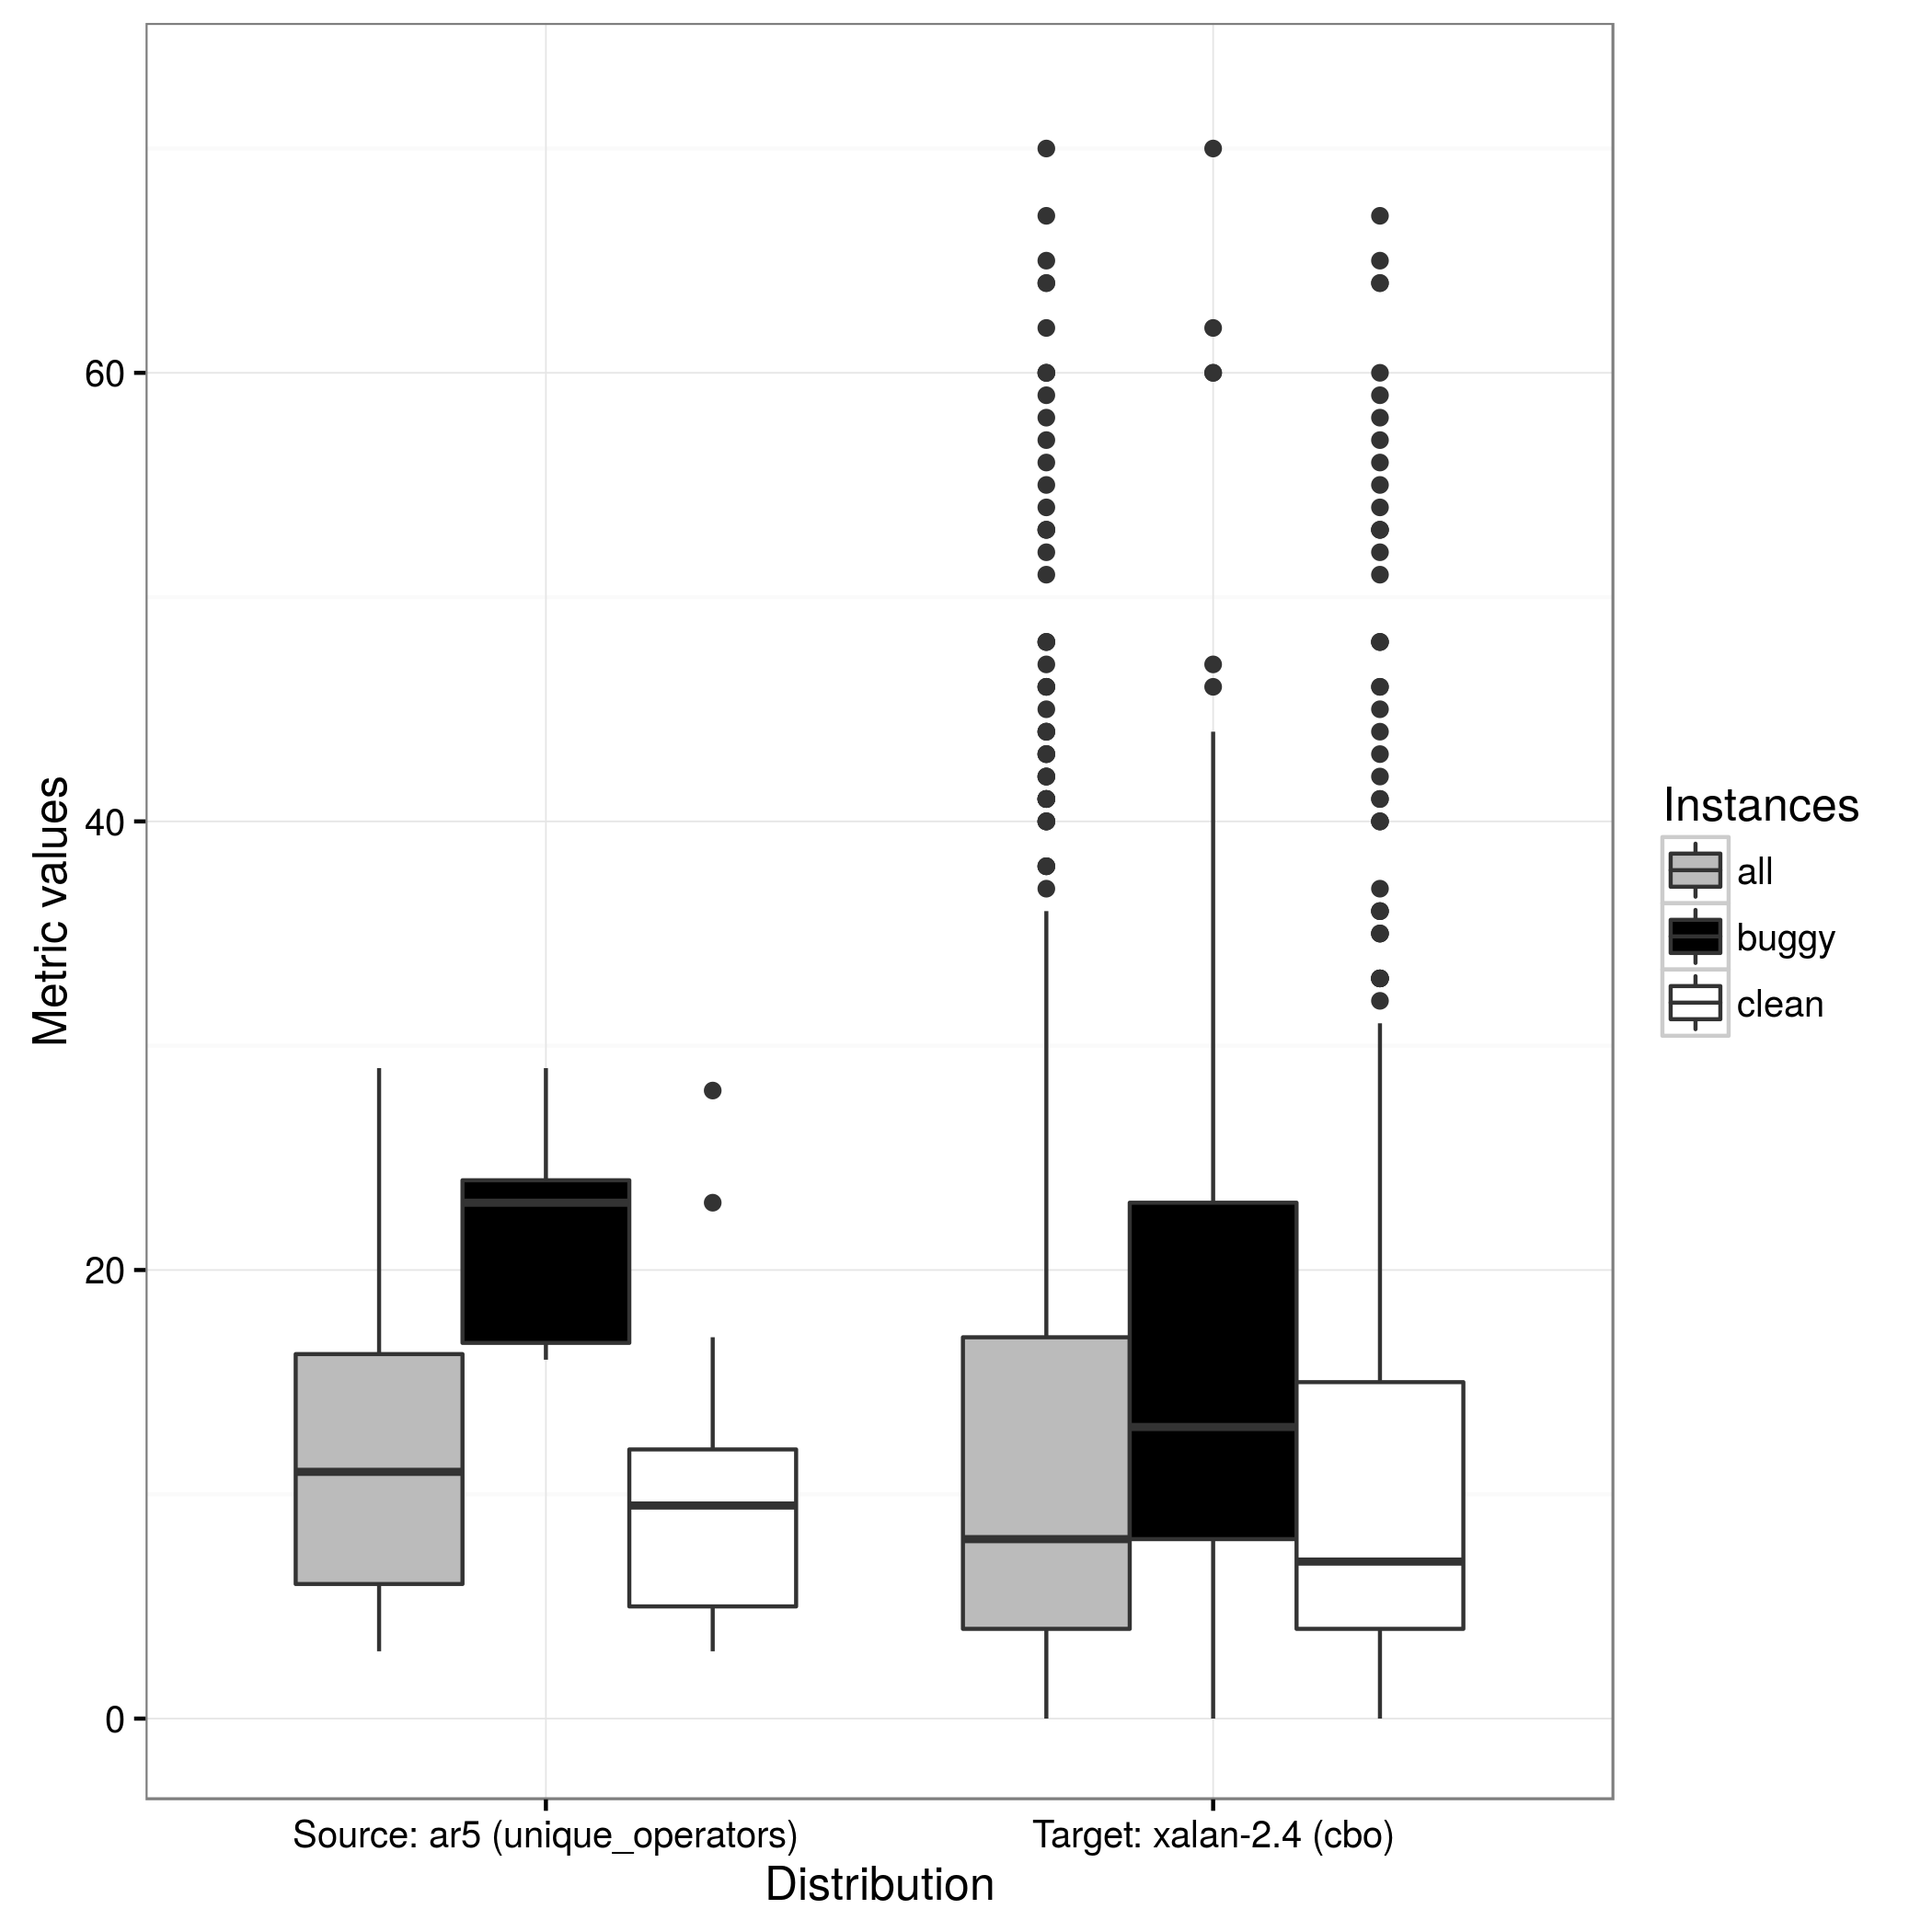 Metric values
60
40
20
0
Source: ar5 (unique_operators)
Target: xalan-2.4 (cbo)
Distribution
Instances
all
buggy
clean